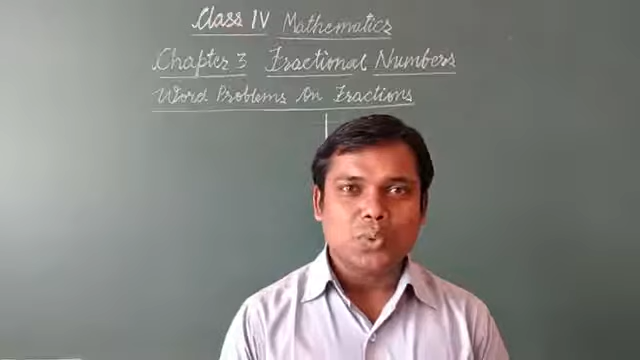 Class IV Mathematics
Chapter 3 Fractional Numbers
Word Problems On Fractions